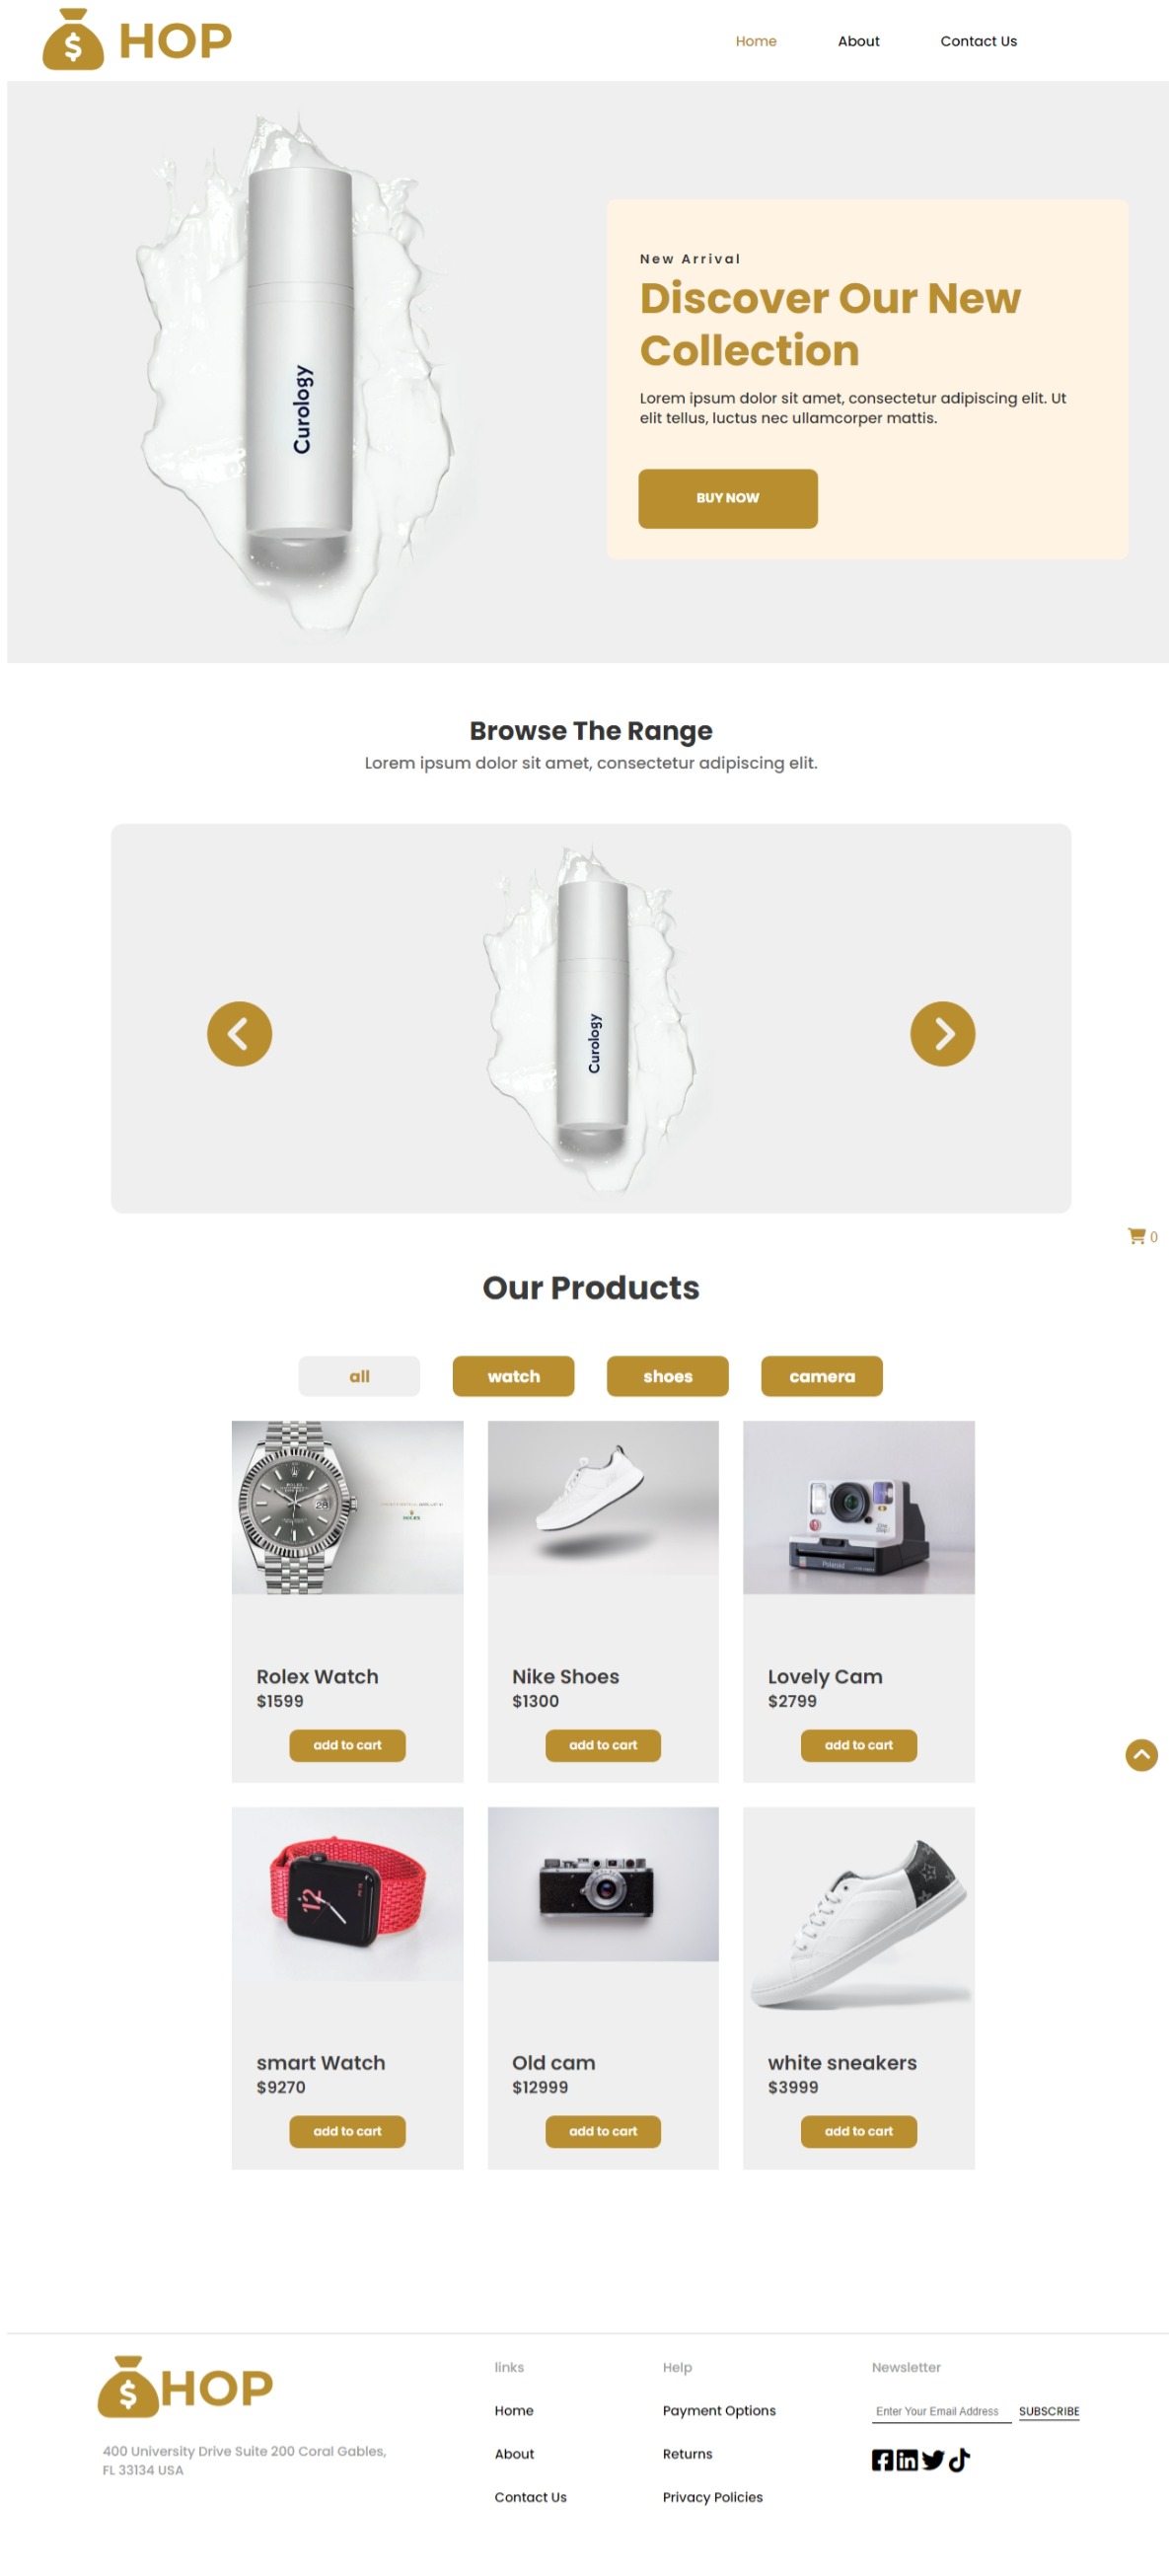 $ HOP
Home About Contact Us
New Arrival
Discover Our New
Collection
Lorem ipsum dolor sit amet, consectetur adipiscing elit. Ut
elit tellus, luctus nec ullamcorper mattis.
BUY NOW
Curology
Browse The Range
Lorem ipsum dolor sit amet, consectetur adipiscing elit.
Curology
0
Our Products
all watch shoes camera
ROLEX
ROLEX
Polaroid
Rolex Watch
$1599
add to cart
Nike Shoes
$1300
add to cart
Lovely Cam
$2799
add to cart
12
smart Watch
$9270
add to cart
Old cam
$12999
add to cart
white sneakers
$3999
add to cart
$HOP
400 University Drive Suite 200 Coral Gables,
FL 33134 USA
links
Home
About
Contact Us
Help
Payment Options
Returns
Privacy Policies
Newsletter
Enter Your Email Address SUBSCRIBE